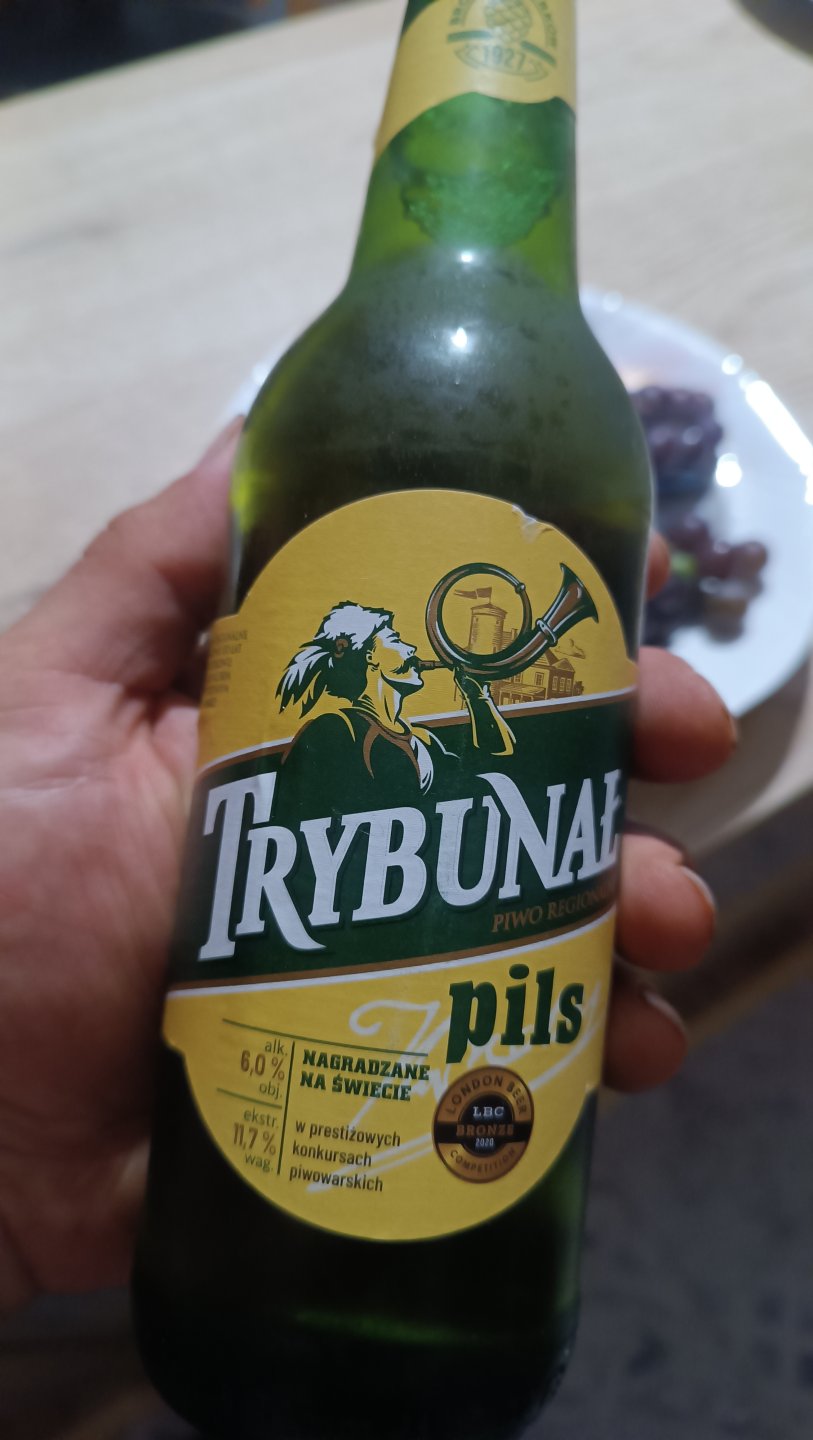 1927
TRYBUNAŁ
PIWO
pils
alk.
6,0 %
obj.
ekstr.
11,7 %
wag.
NAGRADZANE
NA ŚWIECIE
w prestiżowych
konkursach
piwowarskich
LONDON BEER
LBC
BRONZE
2020
COMPETITION